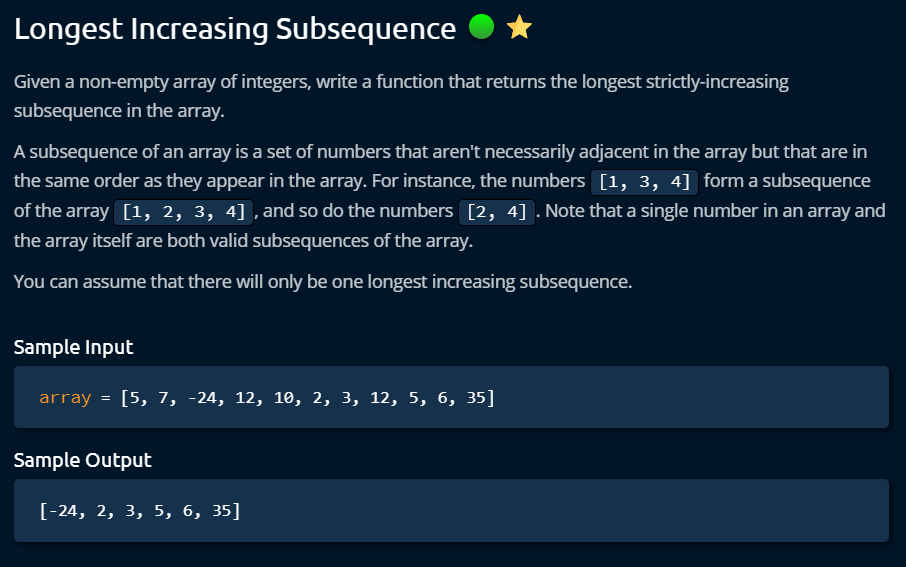 Longest Increasing Subsequence
Given a non-empty array of integers, write a function that returns the longest strictly-increasing
subsequence in the array.
A subsequence of an array is a set of numbers that aren't necessarily adjacent in the array but that are in
the same order as they appear in the array. For instance, the numbers [1, 3, 4] form a subsequence
of the array [1, 2, 3, 4], and so do the numbers [2, 4]. Note that a single number in an array and
the array itself are both valid subsequences of the array.
You can assume that there will only be one longest increasing subsequence.
Sample Input
array = [5, 7, -24, 12, 10, 2, 3, 12, 5, 6, 35]
Sample Output
[-24, 2, 3, 5, 6, 35]